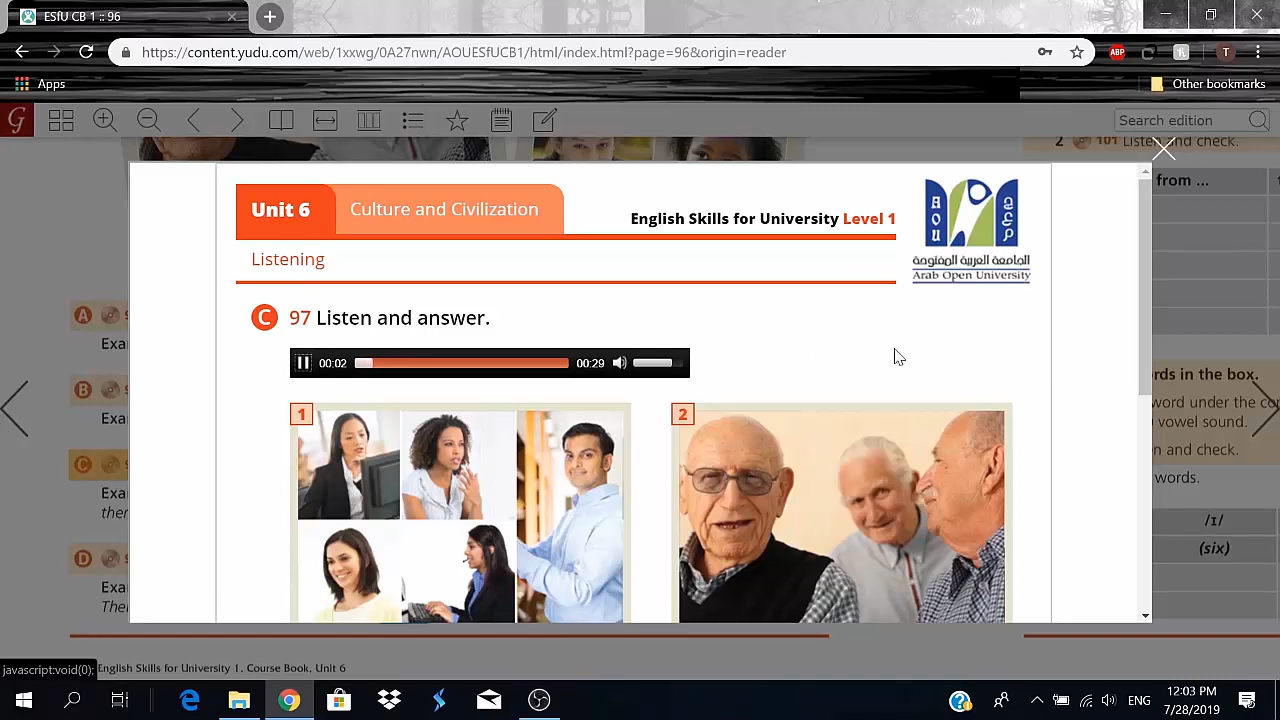 ESfU CB 1 :: 96
https://content.yudu.com/web/1xxwg/0A27nwn/AOUESfUCB1/html/index.html?page=96&origin=reader
ABP
T
Apps
Other bookmarks
G
Search edition
2 101 Listen and check.
from ...
Unit 6
Culture and Civilization
English Skills for University Level 1
AOU
الجامعة العربية المفتوحة
Arab Open University
Listening
C 97 Listen and answer.
00:02
00:29
1
2
A
Exa
B
Exa
C
Exa
ther
D
Exa
Ther
rds in the box.
word under the co
vowel sound.
n and check.
words.
/ɪ/
(six)
javascript:void(0);
English Skills for University 1. Course Book, Unit 6
ENG
12:03 PM
7/28/2019